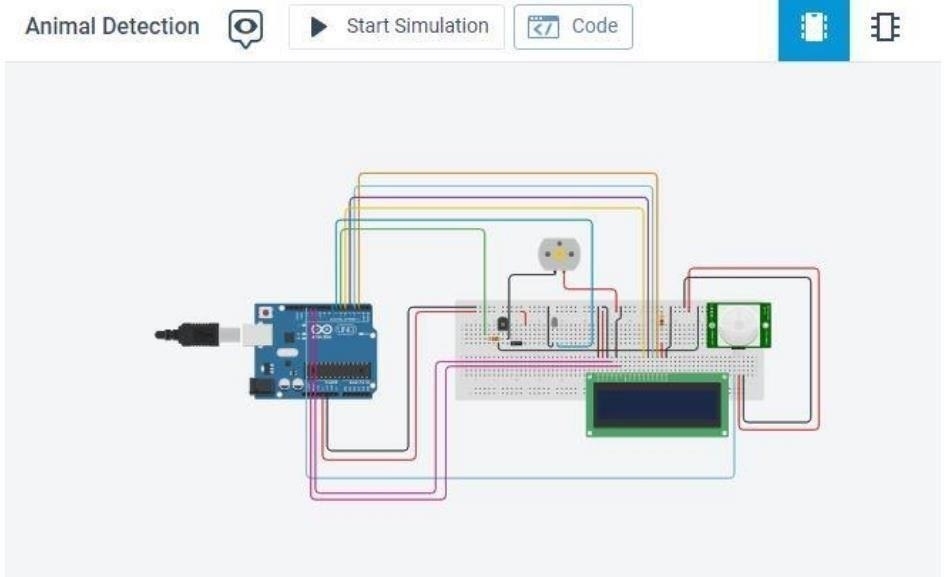 Animal Detection
Start Simulation
Code
UNO